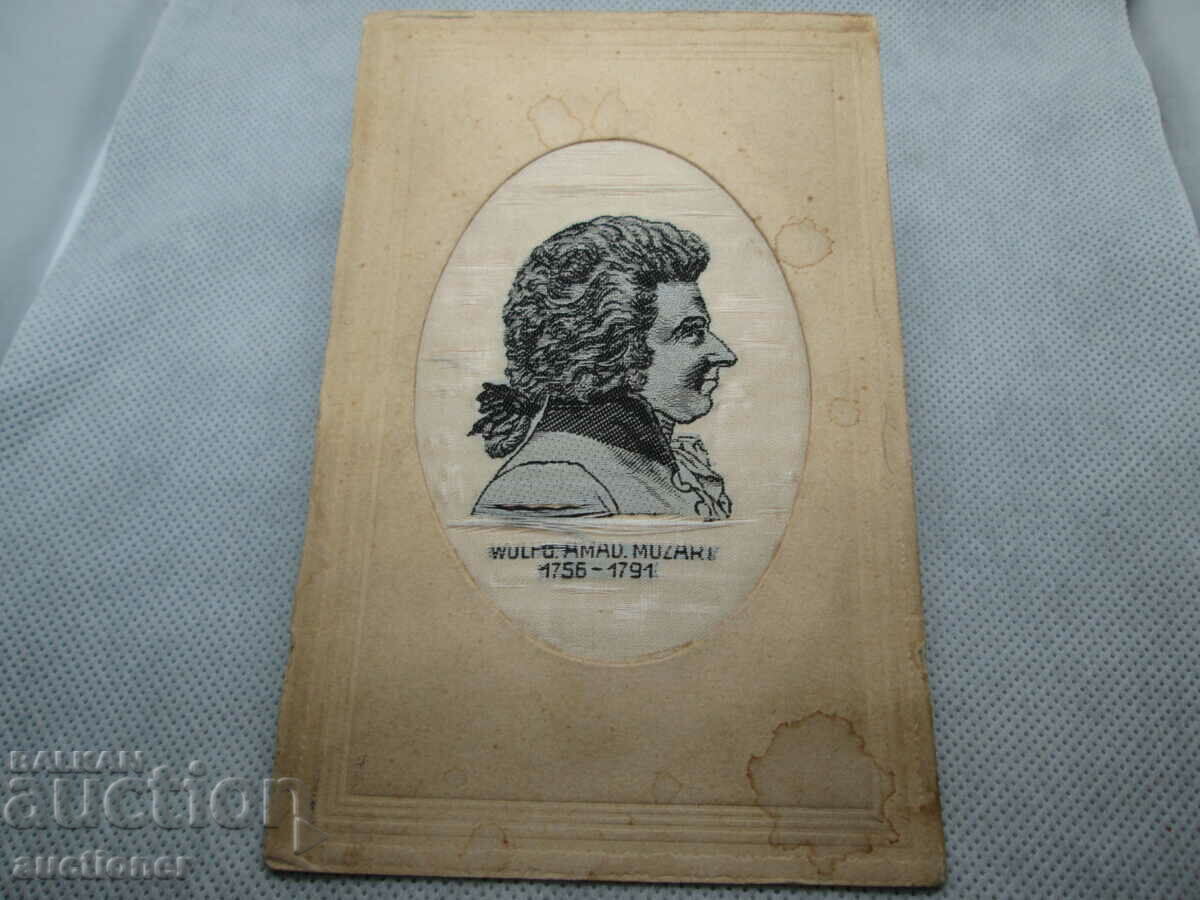 WOLFG. AMAD. MOZART
1756-1791
BALKAN
auction
auctioner